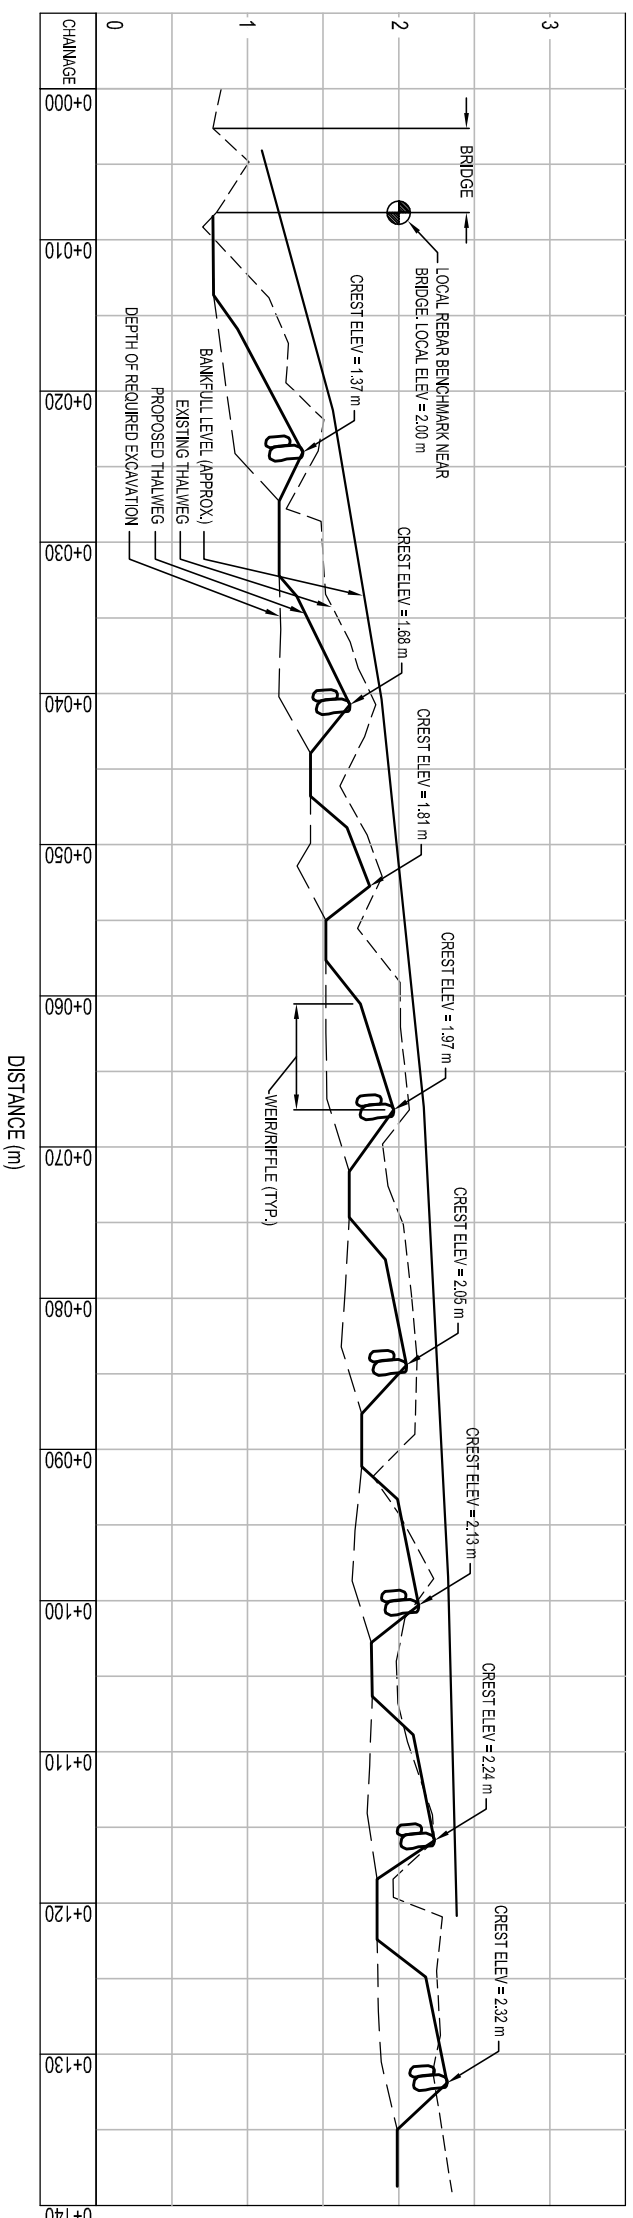 3
2
1
0
CHAINAGE
0+000
0+010
0+020
0+030
0+040
0+050
0+060
0+070
0+080
0+090
0+100
0+110
0+120
0+130
0+140
DISTANCE (m)
BRIDGE
LOCAL REBAR BENCHMARK NEAR
BRIDGE. LOCAL ELEV = 2.00 m
CREST ELEV = 1.37 m
CREST ELEV = 1.68 m
CREST ELEV = 1.81 m
CREST ELEV = 1.97 m
CREST ELEV = 2.05 m
CREST ELEV = 2.13 m
CREST ELEV = 2.24 m
CREST ELEV = 2.32 m
BANKFULL LEVEL (APPROX.)
EXISTING THALWEG
PROPOSED THALWEG
DEPTH OF REQUIRED EXCAVATION
WEIR/RIFFLE (TYP.)